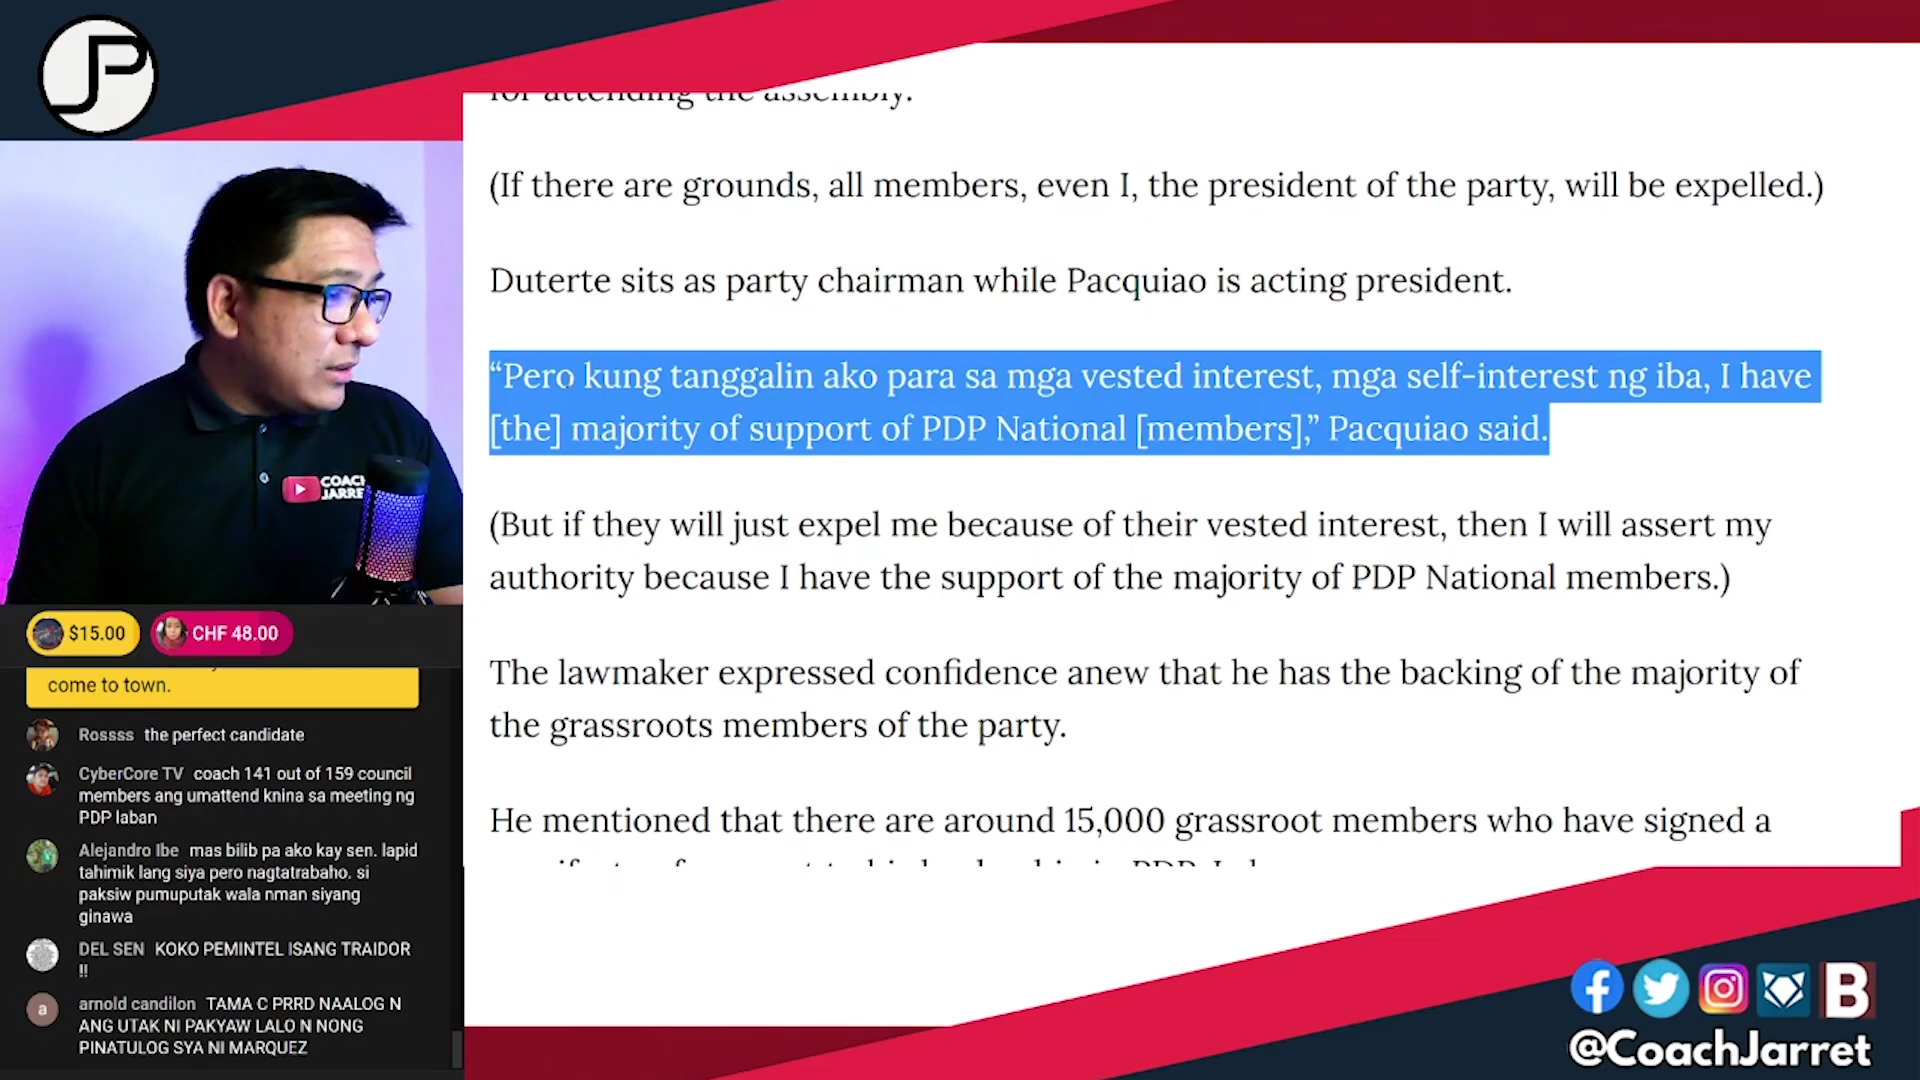 JP
for attending the assembly.
(If there are grounds, all members, even I, the president of the party, will be expelled.)
Duterte sits as party chairman while Pacquiao is acting president.
“Pero kung tanggalin ako para sa mga vested interest, mga self-interest ng iba, I have
[the] majority of support of PDP National [members],” Pacquiao said.
(But if they will just expel me because of their vested interest, then I will assert my
authority because I have the support of the majority of PDP National members.)
The lawmaker expressed confidence anew that he has the backing of the majority of
the grassroots members of the party.
He mentioned that there are around 15,000 grassroot members who have signed a
COACH
JARRE
$15.00 CHF 48.00
come to town.
Rossss the perfect candidate
CyberCore TV coach 141 out of 159 council
members ang umattend knina sa meeting ng
PDP laban
Alejandro Ibe mas bilib pa ako kay sen. lapid
tahimik lang siya pero nagtatrabaho. si
paksiw pumuputak wala nman siyang
ginawa
DEL SEN KOKO PEMINTEL ISANG TRAIDOR
!!
a arnold candilon TAMA C PRRD NAALOG N
ANG UTAK NI PAKYAW LALO N NONG
PINATULOG SYA NI MARQUEZ
B
@CoachJarret